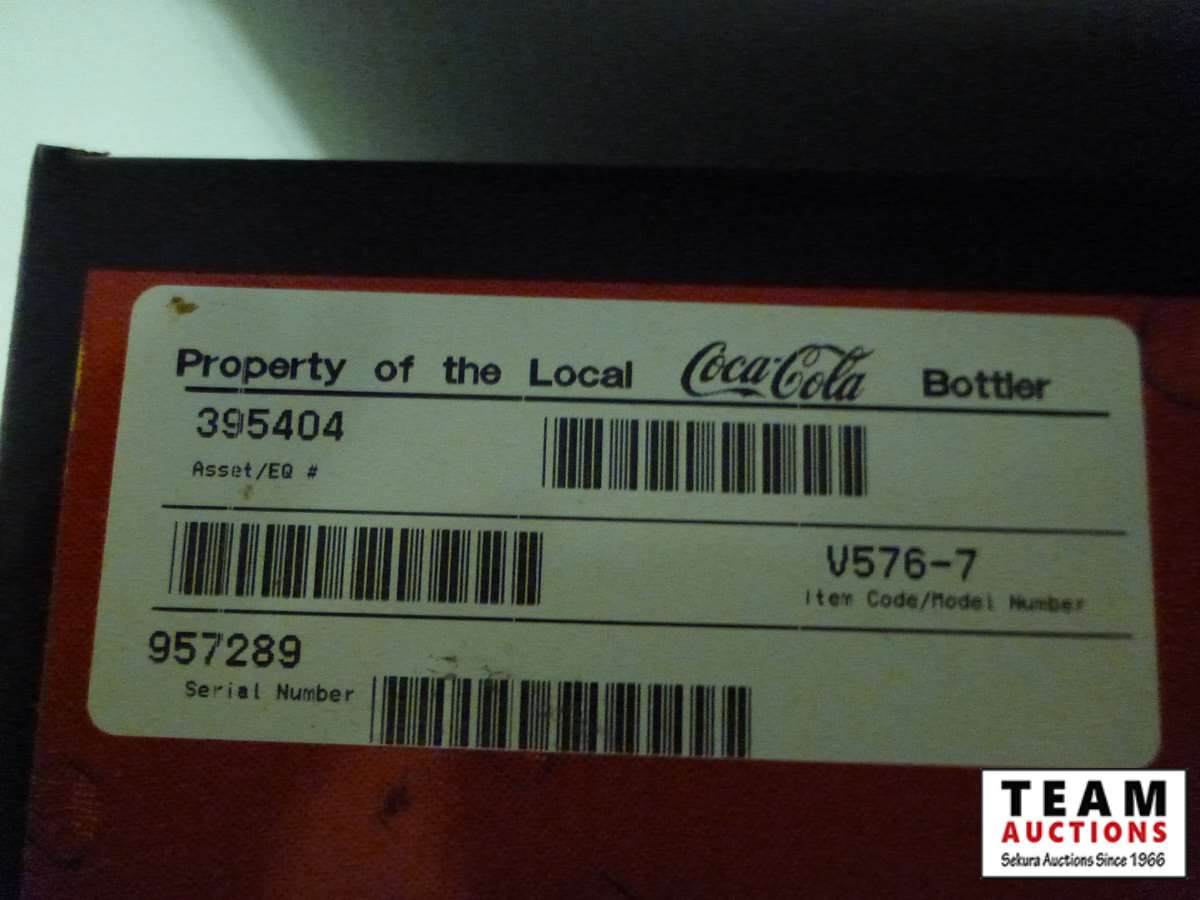 Property of the Local Coca-Cola Bottler
395404
Asset/EQ #
V576-7
Item Code/Model Number
957289
Serial Number
TEAM
AUCTIONS
Sekura Auctions Since 1966